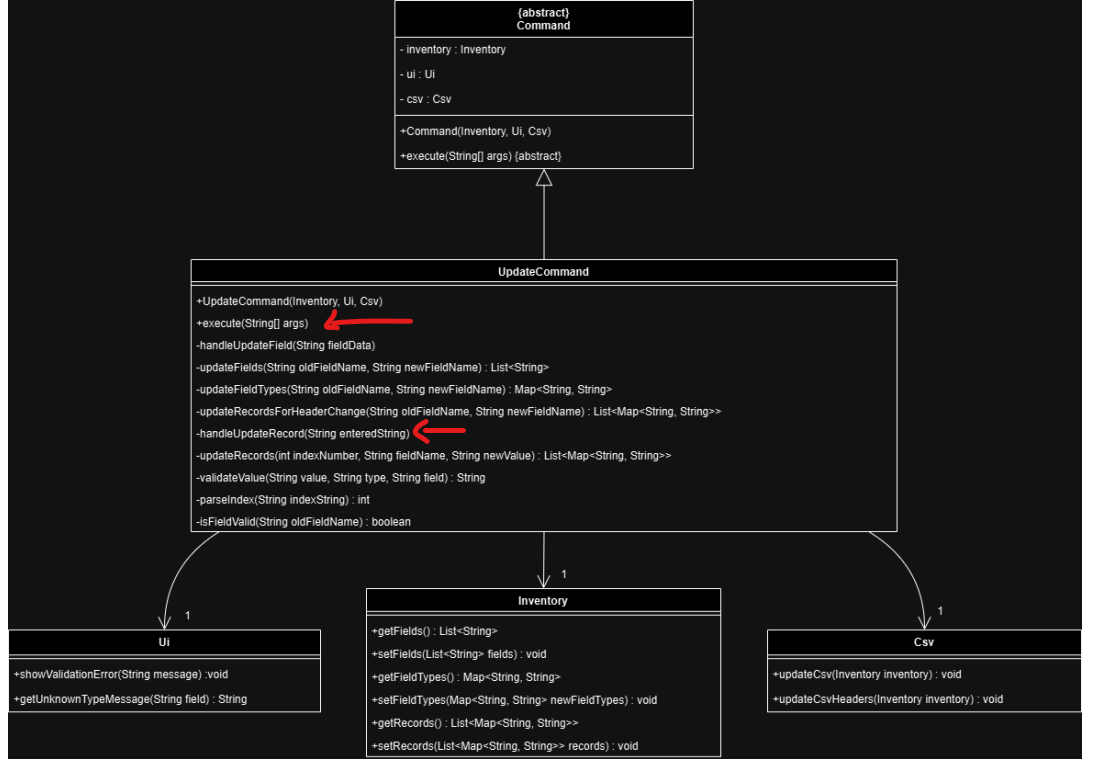 {abstract}
Command
- inventory : Inventory
- ui : Ui
- csv : Csv
+Command(Inventory, Ui, Csv)
+execute(String[] args) {abstract}
UpdateCommand
+UpdateCommand(Inventory, Ui, Csv)
+execute(String[] args)
-handleUpdateField(String fieldData)
-updateFields(String oldFieldName, String newFieldName) : List<String>
-updateFieldTypes(String oldFieldName, String newFieldName) : Map<String, String>
-updateRecordsForHeaderChange(String oldFieldName, String newFieldName) : List<Map<String, String>>
-handleUpdateRecord(String enteredString)
-updateRecords(int indexNumber, String fieldName, String newValue) : List<Map<String, String>>
-validateValue(String value, String type, String field) : String
-parseIndex(String indexString) : int
-isFieldValid(String oldFieldName) : boolean
1
1
1
Ui
+showValidationError(String message) :void
+getUnknownTypeMessage(String field) : String
Inventory
+getFields() : List<String>
+setFields(List<String> fields) : void
+getFieldTypes() : Map<String, String>
+setFieldTypes(Map<String, String> newFieldTypes) : void
+getRecords() : List<Map<String, String>>
+setRecords(List<Map<String, String>> records) : void
Csv
+updateCsv(Inventory inventory) : void
+updateCsvHeaders(Inventory inventory) : void